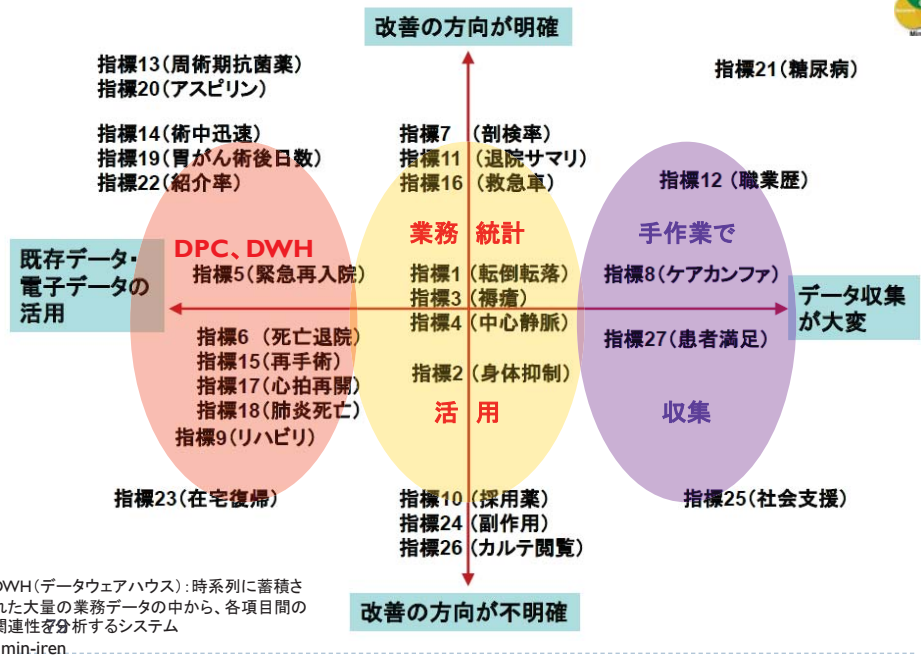 改善の方向が明確
指標13(周術期抗菌薬)
指標20(アスピリン)
指標21(糖尿病)
指標14(術中迅速)
指標19(胃がん術後日数)
指標22(紹介率)
指標7 (剖検率)
指標11 (退院サマリ)
指標16 (救急車)
指標12 (職業歴)
DPC、DWH
業務 統計
手作業で
既存データ・
電子データの
活用
指標5(緊急再入院)
指標1(転倒転落)
指標3(褥瘡)
指標4(中心静脈)
指標8(ケアカンファ)
データ収集
が大変
指標6 (死亡退院)
指標15(再手術)
指標17(心拍再開)
指標18(肺炎死亡)
指標9(リハビリ)
指標2(身体抑制)
指標27(患者満足)
活 用
収集
指標23(在宅復帰)
指標10(採用薬)
指標24(副作用)
指標26(カルテ閲覧)
指標25(社会支援)
改善の方向が不明確
DWH(データウェアハウス):時系列に蓄積さ
れた大量の業務データの中から、各項目間の
関連性を分析するシステム
min-iren